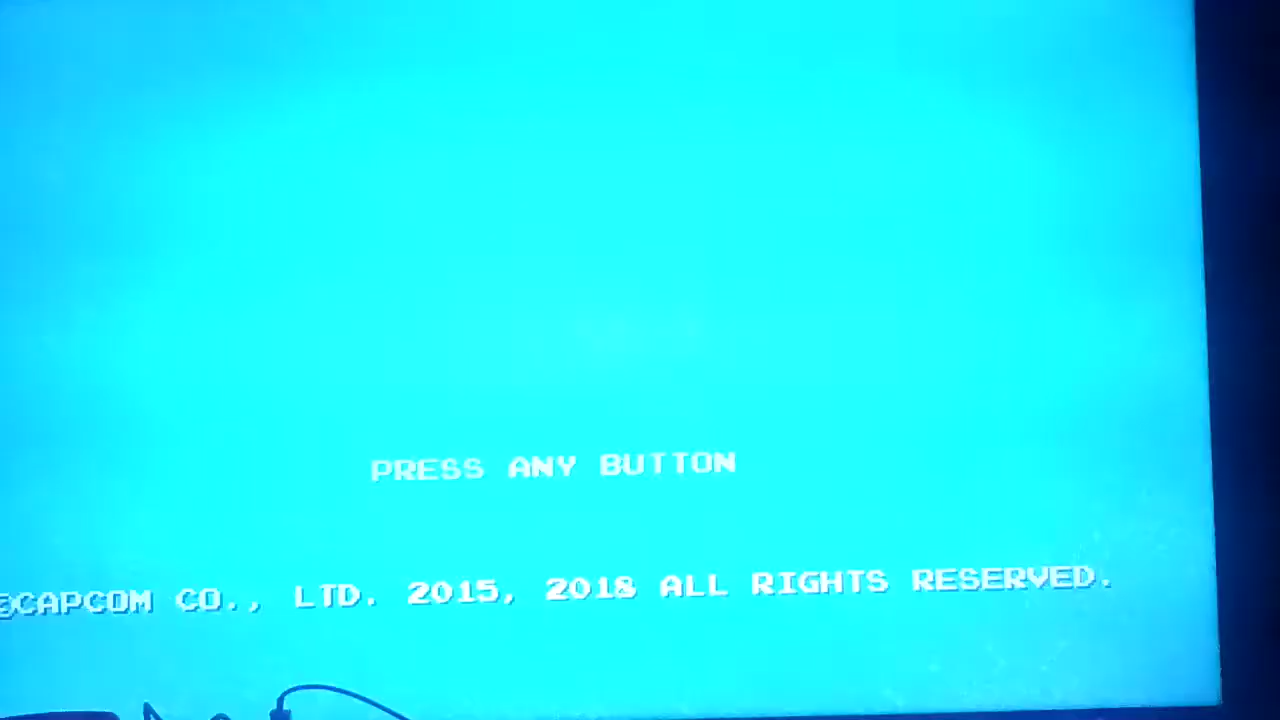 PRESS ANY BUTTON
©CAPCOM CO., LTD. 2015, 2018 ALL RIGHTS RESERVED.